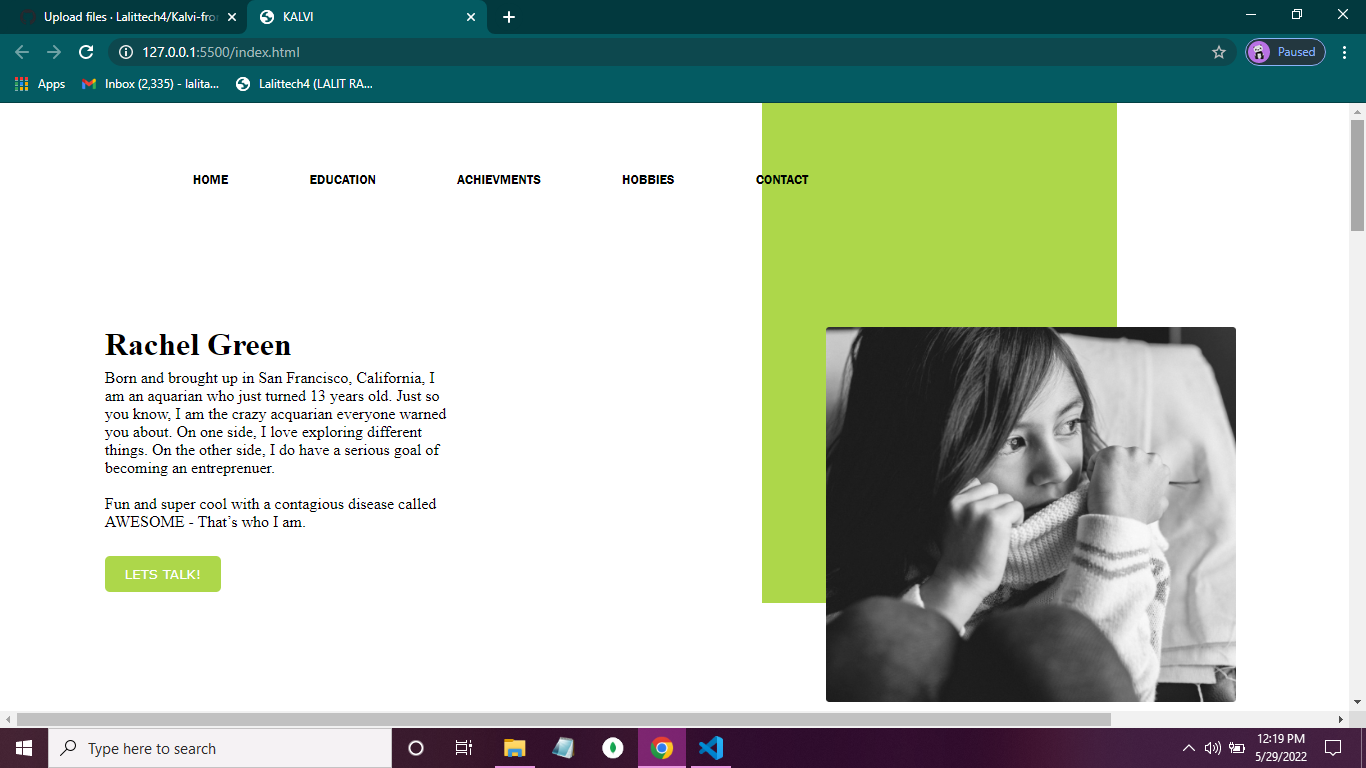 Upload files · Lalittech4/Kalvi-fro
KALVI
127.0.0.1:5500/index.html
Paused
Apps
Inbox (2,335) - lalita...
Lalittech4 (LALIT RA...
HOME EDUCATION ACHIEVMENTS HOBBIES CONTACT
Rachel Green
Born and brought up in San Francisco, California, I
am an aquarian who just turned 13 years old. Just so
you know, I am the crazy acquarian everyone warned
you about. On one side, I love exploring different
things. On the other side, I do have a serious goal of
becoming an entreprenuer.
Fun and super cool with a contagious disease called
AWESOME - That’s who I am.
LETS TALK!
Type here to search
12:19 PM
5/29/2022